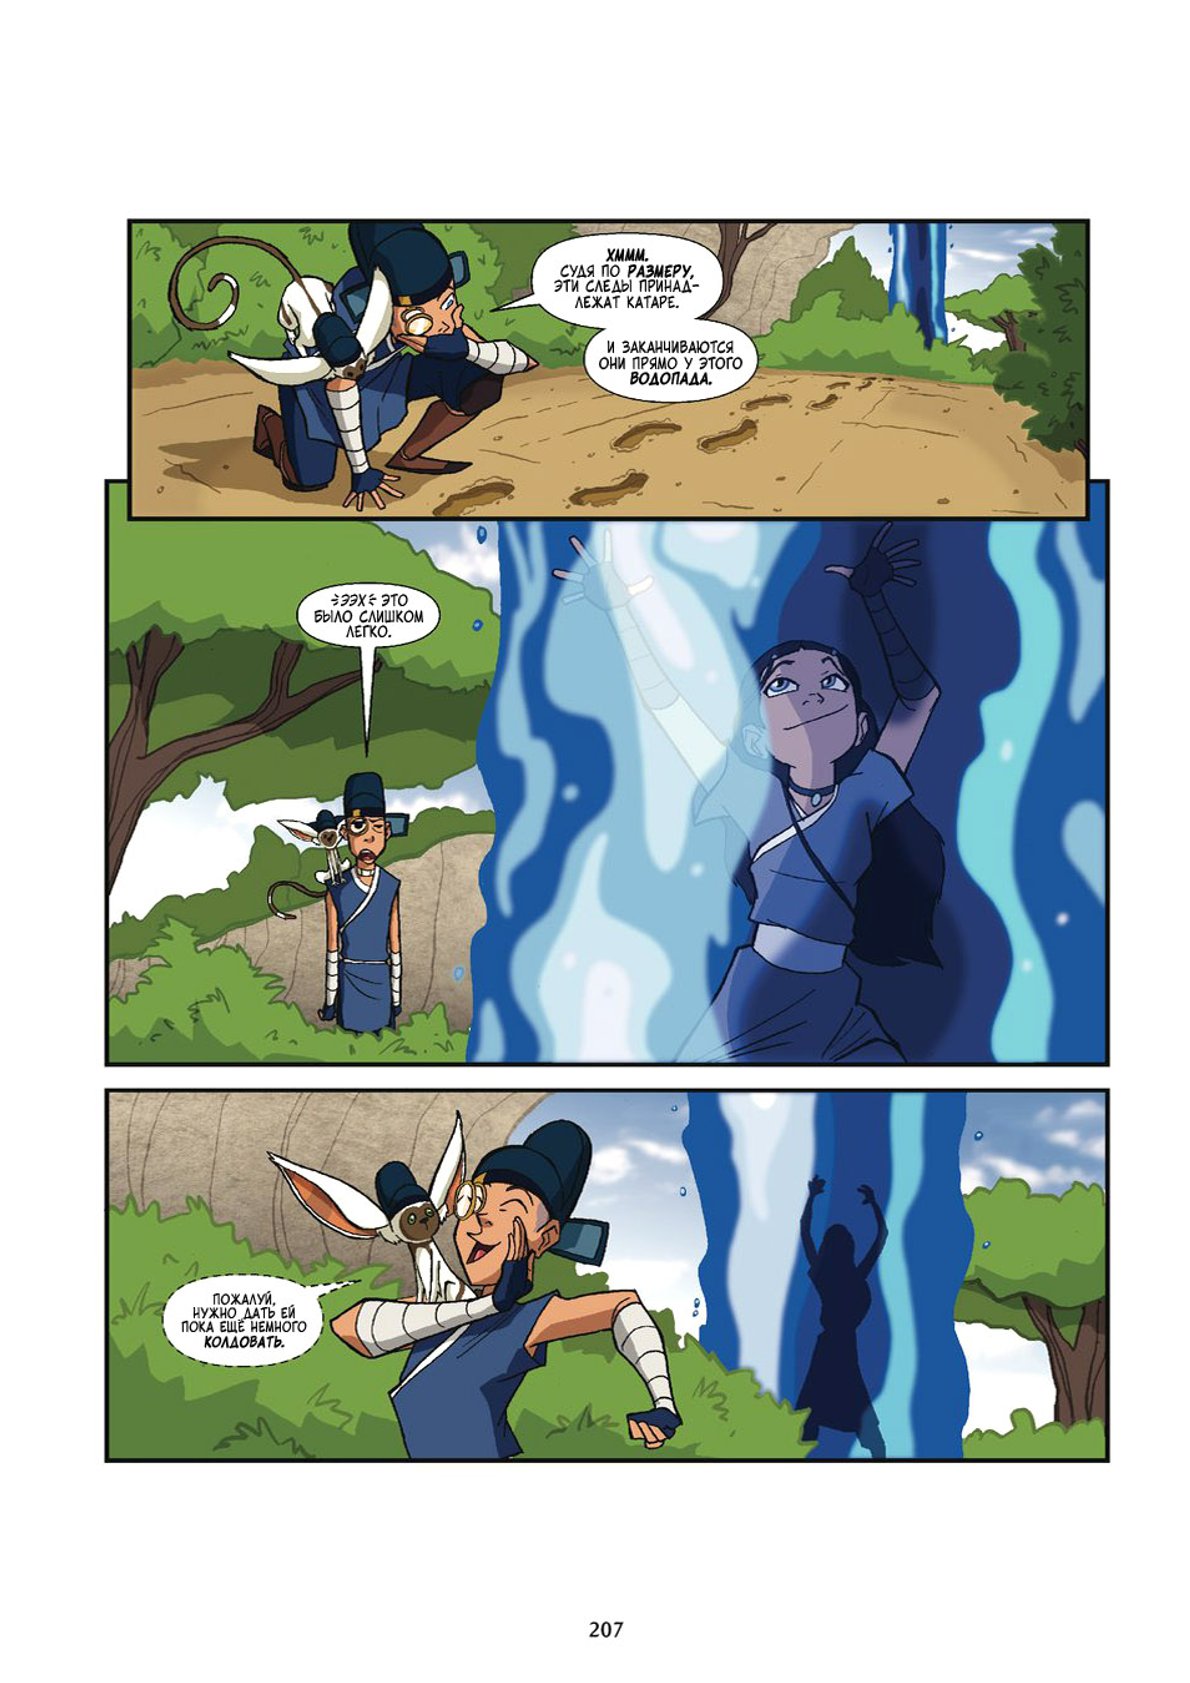 ХМММ.
СУДЯ ПО РАЗМЕРУ,
ЭТИ СЛЕДЫ ПРИНАД-
ЛЕЖАТ КАТАРЕ.
И ЗАКАНЧИВАЮТСЯ
ОНИ ПРЯМО У ЭТОГО
ВОДОПАДА.
ЭЭХ ЭТО
БЫЛО СЛИШКОМ
ЛЕГКО.
ПОЖАЛУЙ,
НУЖНО ДАТЬ ЕЙ
ПОКА ЕЩЁ НЕМНОГО
КОЛДОВАТЬ.
207